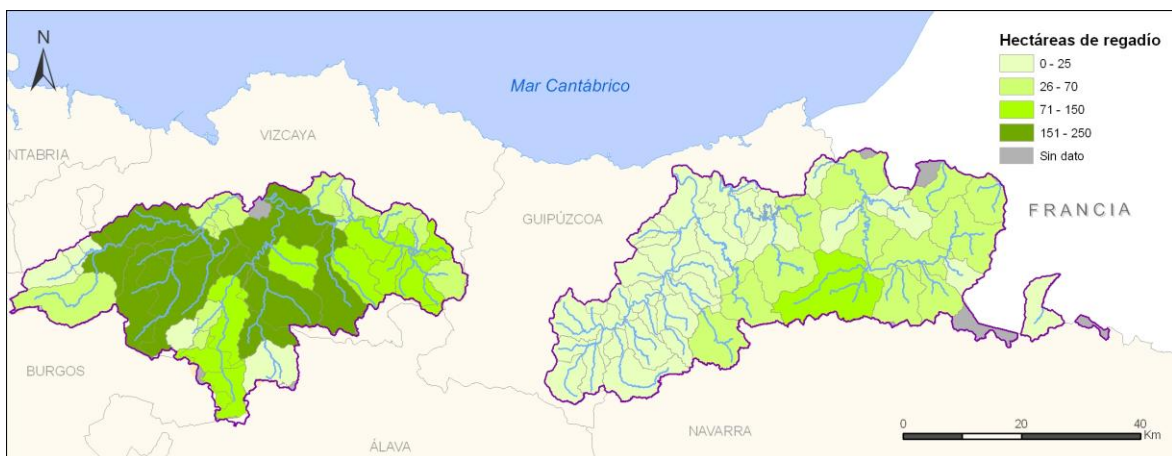 N
Mar Cantábrico
Hectáreas de regadío
0 - 25
26 - 70
71 - 150
151 - 250
Sin dato
VIZCAYA
NTABRIA
GUIPÚZCOA
FRANCIA
BURGOS
ÁLAVA
NAVARRA
0 20 40
Km